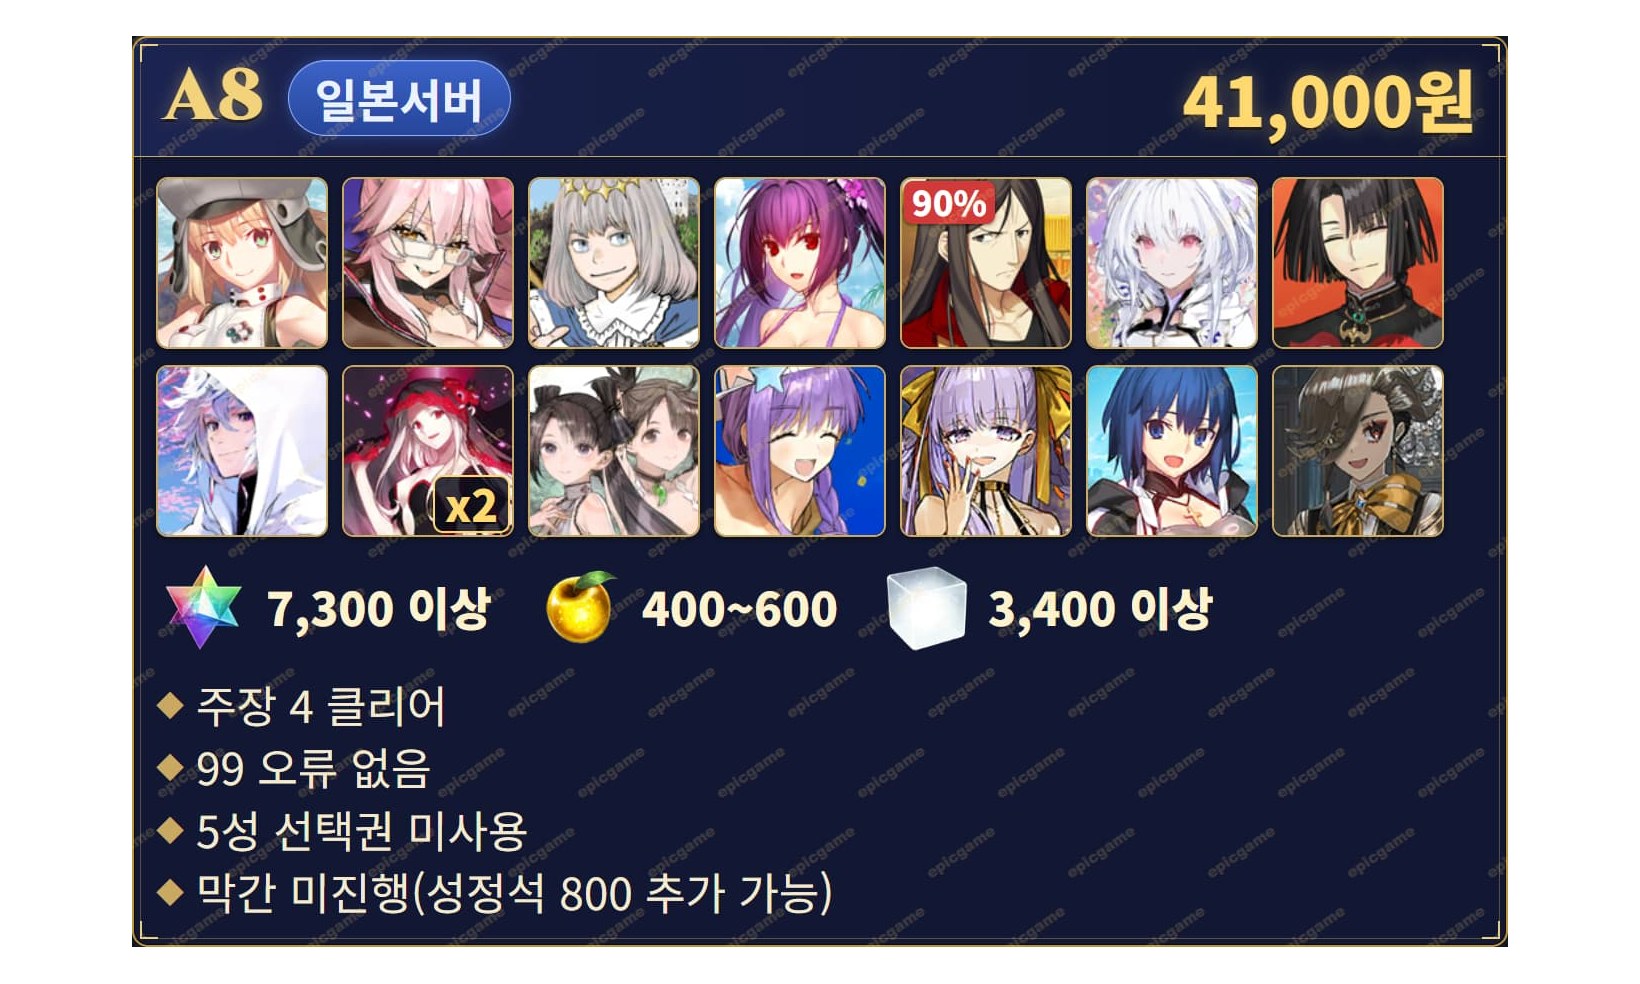 A8 일본서버 41,000원
90%
x2
7,300 이상 400~600 3,400 이상
주장 4 클리어
99 오류 없음
5성 선택권 미사용
막간 미진행(성정석 800 추가 가능)
epicgame